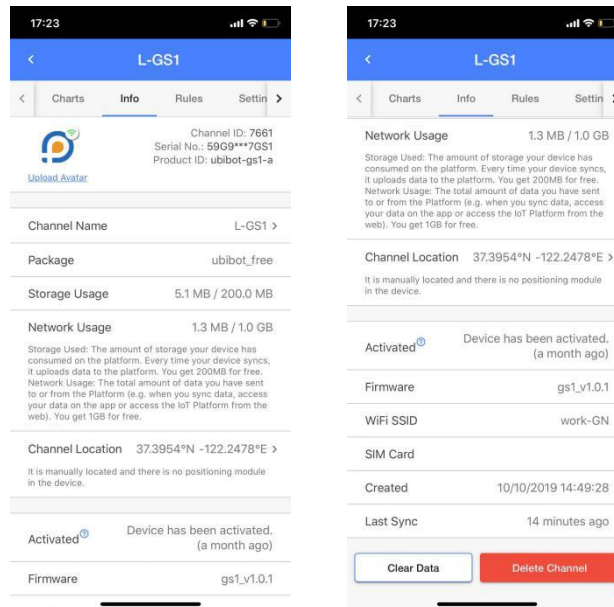 17:23
L-GS1
Charts Info Rules Settin
Channel ID: 7661
Serial No.: 59G9***7GS1
Product ID: ubibot-gs1-a
Upload Avatar
Channel Name L-GS1
Package ubibot_free
Storage Usage 5.1 MB / 200.0 MB
Network Usage 1.3 MB / 1.0 GB
Storage Used: The amount of storage your device has
consumed on the platform. Every time your device syncs,
it uploads data to the platform. You get 200MB for free.
Network Usage: The total amount of data you have sent
to or from the Platform (e.g. when you sync data, access
your data on the app or access the IoT Platform from the
web). You get 1GB for free.
Channel Location 37.3954°N -122.2478°E
It is manually located and there is no positioning module
in the device.
Activated? Device has been activated.
(a month ago)
Firmware gs1_v1.0.1
17:23
L-GS1
Charts Info Rules Settin
Network Usage 1.3 MB / 1.0 GB
Storage Used: The amount of storage your device has
consumed on the platform. Every time your device syncs,
it uploads data to the platform. You get 200MB for free.
Network Usage: The total amount of data you have sent
to or from the Platform (e.g. when you sync data, access
your data on the app or access the IoT Platform from the
web). You get 1GB for free.
Channel Location 37.3954°N -122.2478°E
It is manually located and there is no positioning module
in the device.
Activated? Device has been activated.
(a month ago)
Firmware gs1_v1.0.1
WiFi SSID work-GN
SIM Card
Created 10/10/2019 14:49:28
Last Sync 14 minutes ago
Clear Data Delete Channel